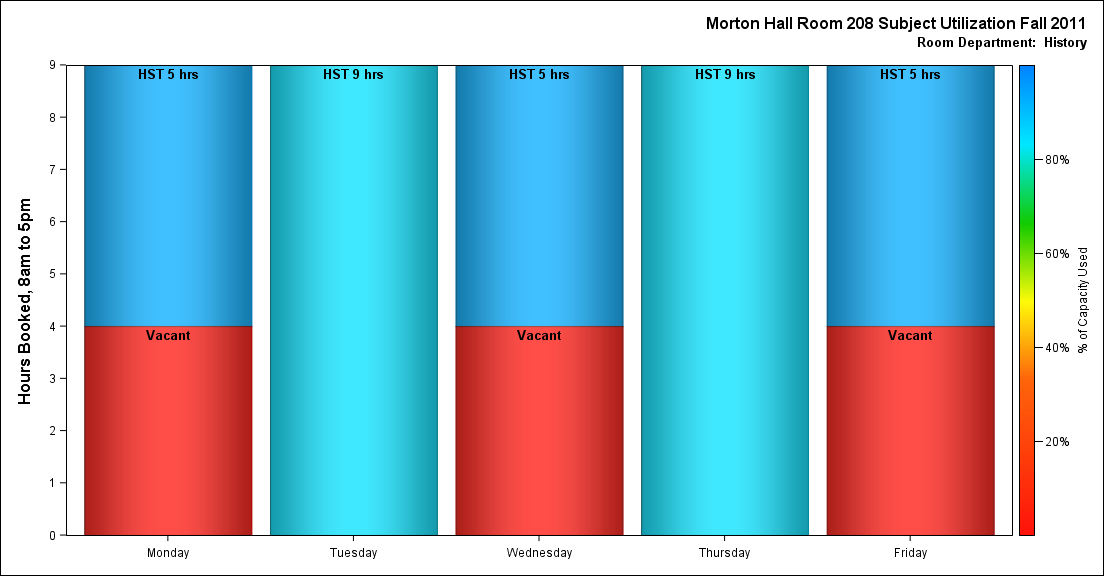 Morton Hall Room 208 Subject Utilization Fall 2011
Room Department:  History
Hours Booked, 8am to 5pm
9
8
7
6
5
4
3
2
1
0
HST 5 hrs
HST 9 hrs
HST 5 hrs
HST 9 hrs
HST 5 hrs
Vacant
Vacant
Vacant
Monday
Tuesday
Wednesday
Thursday
Friday
80%
60%
40%
20%
% of Capacity Used